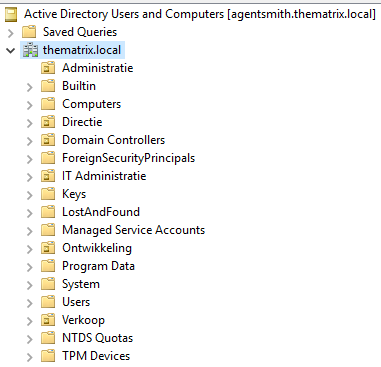 Active Directory Users and Computers [agentsmith.thematrix.local]
Saved Queries
thematrix.local
Administratie
Builtin
Computers
Directie
Domain Controllers
ForeignSecurityPrincipals
IT Administratie
Keys
LostAndFound
Managed Service Accounts
Ontwikkeling
Program Data
System
Users
Verkoop
NTDS Quotas
TPM Devices